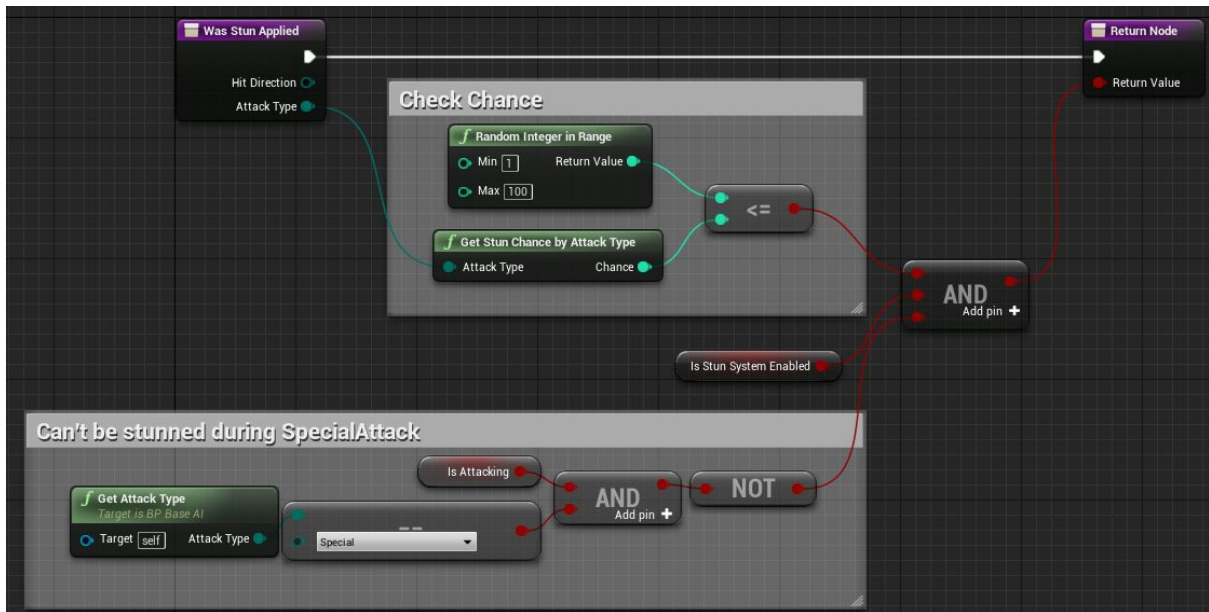 Was Stun Applied
Hit Direction
Attack Type
Return Node
Return Value
Check Chance
f Random Integer in Range
Min 1 Return Value
Max 100
<=
f Get Stun Chance by Attack Type
Attack Type Chance
AND
Add pin +
Is Stun System Enabled
Can't be stunned during SpecialAttack
Is Attacking
f Get Attack Type
Target is BP Base AI
Target self Attack Type
==
Special
AND
Add pin +
NOT